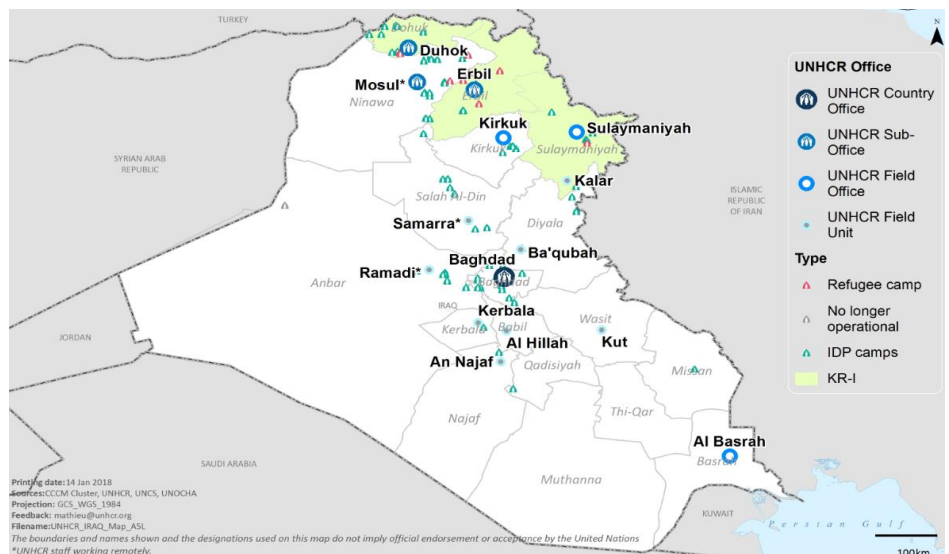 TURKEY
N
Dohuk
Duhok
Mosul*
Ninawa
Erbil
Erbil
Kirkuk
Kirkuk
Sulaymaniyah
Sulaymaniyah
SYRIAN ARAB
REPUBLIC
Kalar
ISLAMIC
REPUBLIC
OF IRAN
Salah Al-Din
Diyala
Samarra*
Ba'qubah
Baghdad
Ramadi*
Baghdad
Anbar
IRAQ
Kerbala
Kerbala
Babil
Al Hillah
Wasit
Kut
JORDAN
An Najaf
Qadisiyah
Missan
Najaf
Thi-Qar
Al Basrah
Basrah
SAUDI ARABIA
Muthanna
KUWAIT
Persian Gulf
100km
UNHCR Office
UNHCR Country
Office
UNHCR Sub-
Office
UNHCR Field
Office
UNHCR Field
Unit
Type
Refugee camp
No longer
operational
IDP camps
KR-I
Printing date:14 Jan 2018
Sources:CCCM Cluster, UNHCR, UNCS, UNOCHA
Projection: GCS_WGS_1984
Feedback: mathieu@unhcr.org
Filename:UNHCR_IRAQ_Map_A5L
The boundaries and names shown and the designations used on this map do not imply official endorsement or acceptance by the United Nations
*UNHCR staff working remotely.